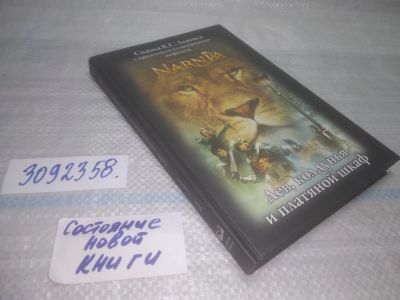 Сказка К.С. Льюиса
NARNIA
Лев, колдунья
и платяной шкаф
3092358.
Состояние
новой
книги